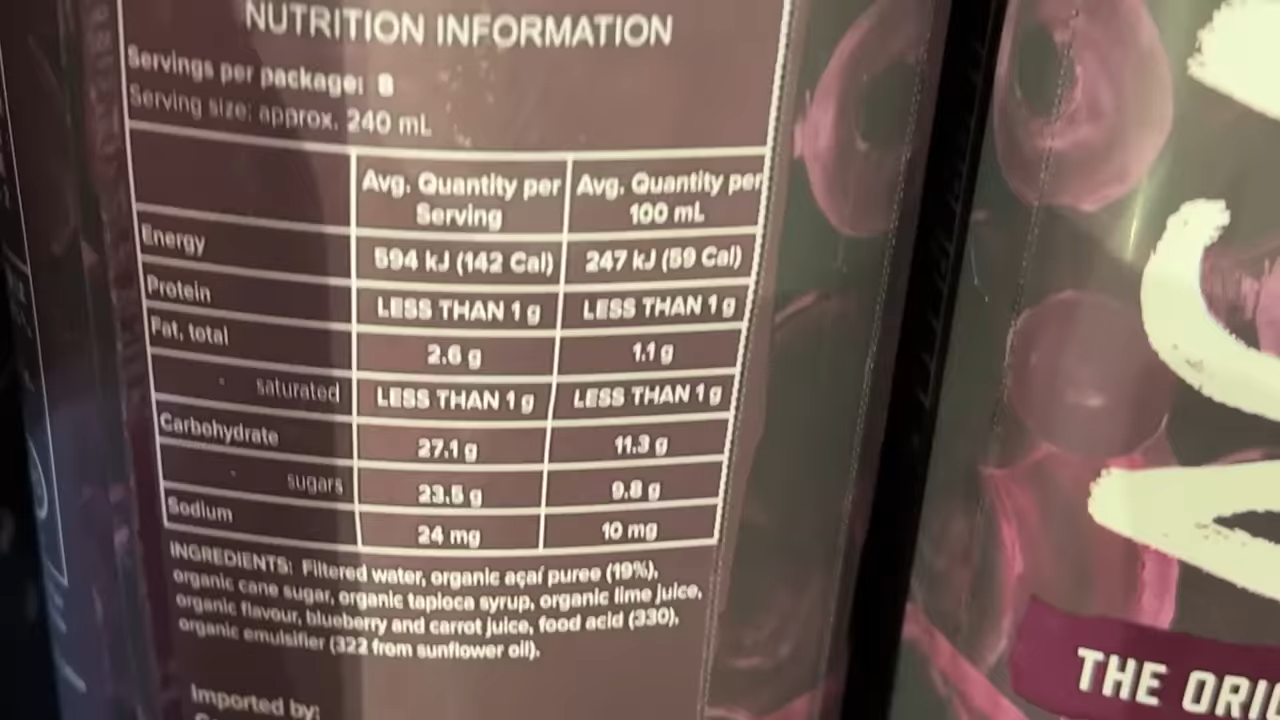 NUTRITION INFORMATION
Servings per package: 8
Serving size: approx. 240 mL
Avg. Quantity per Serving Avg. Quantity per 100 mL
Energy 594 kJ (142 Cal) 247 kJ (59 Cal)
Protein LESS THAN 1 g LESS THAN 1 g
Fat, total 2.6 g 1.1 g
saturated LESS THAN 1 g LESS THAN 1 g
Carbohydrate 27.1 g 11.3 g
sugars 23.5 g 9.8 g
Sodium 24 mg 10 mg
INGREDIENTS: Filtered water, organic açaí puree (19%),
organic cane sugar, organic tapioca syrup, organic lime juice,
organic flavour, blueberry and carrot juice, food acid (330),
organic emulsifier (322 from sunflower oil).
Imported by:
THE